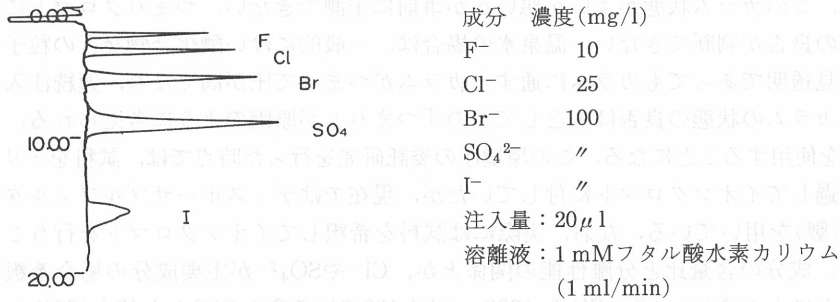 0.00
F
Cl
Br
SO₄
10.00
I
20.00
成分 濃度(mg/l)
F⁻ 10
Cl⁻ 25
Br⁻ 100
SO₄²⁻ 〃
I⁻ 〃
注入量:20μl
溶離液:1mMフタル酸水素カリウム
(1ml/min)